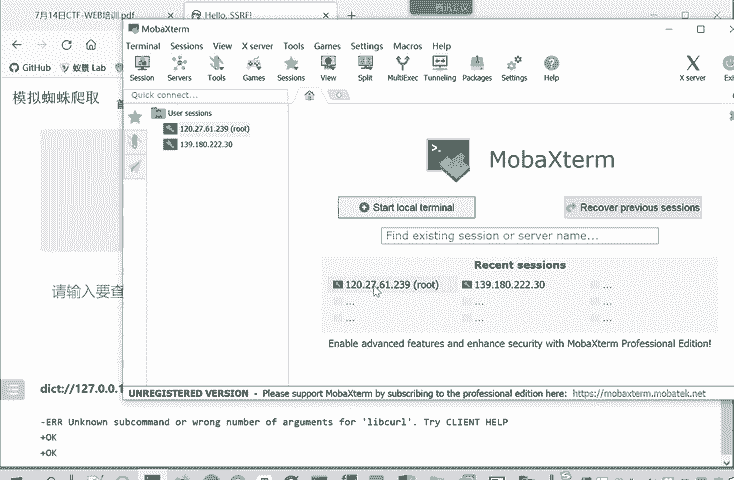 腾讯会议
7月14日CTF-WEB培训.pdf
Hello, SSRF!
MobaXterm
Terminal Sessions View X server Tools Games Settings Macros Help
Session Servers Tools Games Sessions View Split MultiExec Tunneling Packages Settings Help X server Exit
GitHub 蚁景 Lab
Quick connect...
模拟蜘蛛爬取
User sessions
120.27.61.239 (root)
139.180.222.30
MobaXterm
Start local terminal
Recover previous sessions
Find existing session or server name...
Recent sessions
120.27.61.239 (root) 139.180.222.30 ...
... ... ...
... ... ...
请输入要查
Enable advanced features and enhance security with MobaXterm Professional Edition!
dict://127.0.0.1
UNREGISTERED VERSION - Please support MobaXterm by subscribing to the professional edition here: https://mobaxterm.mobatek.net
-ERR Unknown subcommand or wrong number of arguments for 'libcurl'. Try CLIENT HELP
+OK
+OK